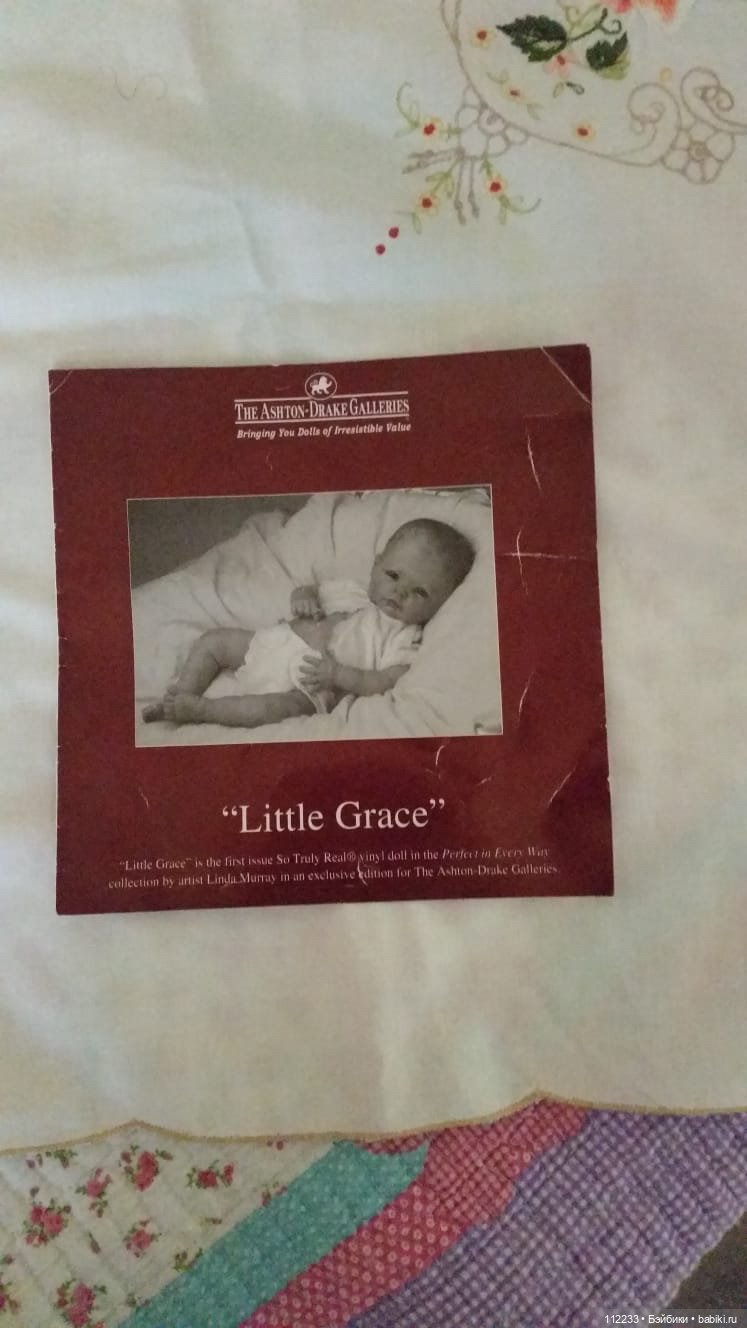 THE ASHTON-DRAKE GALLERIES
Bringing You Dolls of Irresistible Value
“Little Grace”
“Little Grace” is the first issue So Truly Real® vinyl doll in the Perfect in Every Way
collection by artist Linda Murray in an exclusive edition for The Ashton-Drake Galleries.
112233 • Бэйбики • babiki.ru